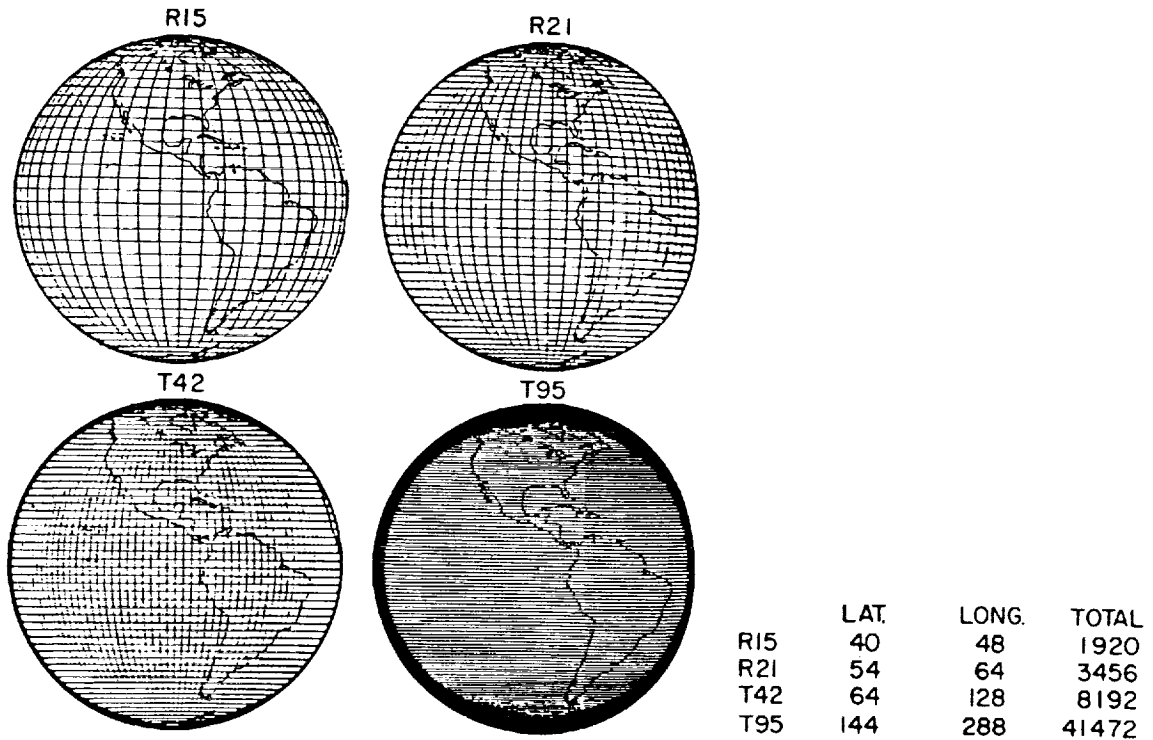 R15
R21
T42
T95
LAT. LONG. TOTAL
R15 40 48 1920
R21 54 64 3456
T42 64 128 8192
T95 144 288 41472